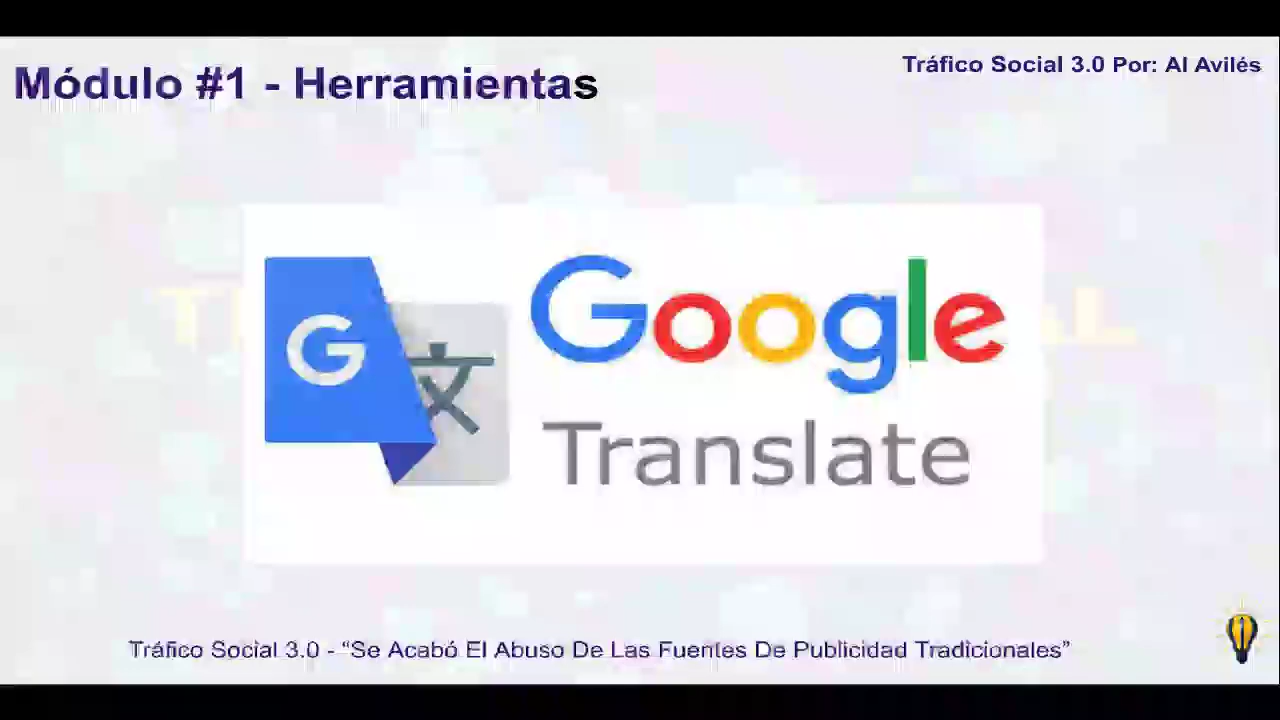 Módulo #1 - Herramientas
Tráfico Social 3.0 Por: Al Avilés
G 文
Google
Translate
Tráfico Social 3.0 - “Se Acabó El Abuso De Las Fuentes De Publicidad Tradicionales”